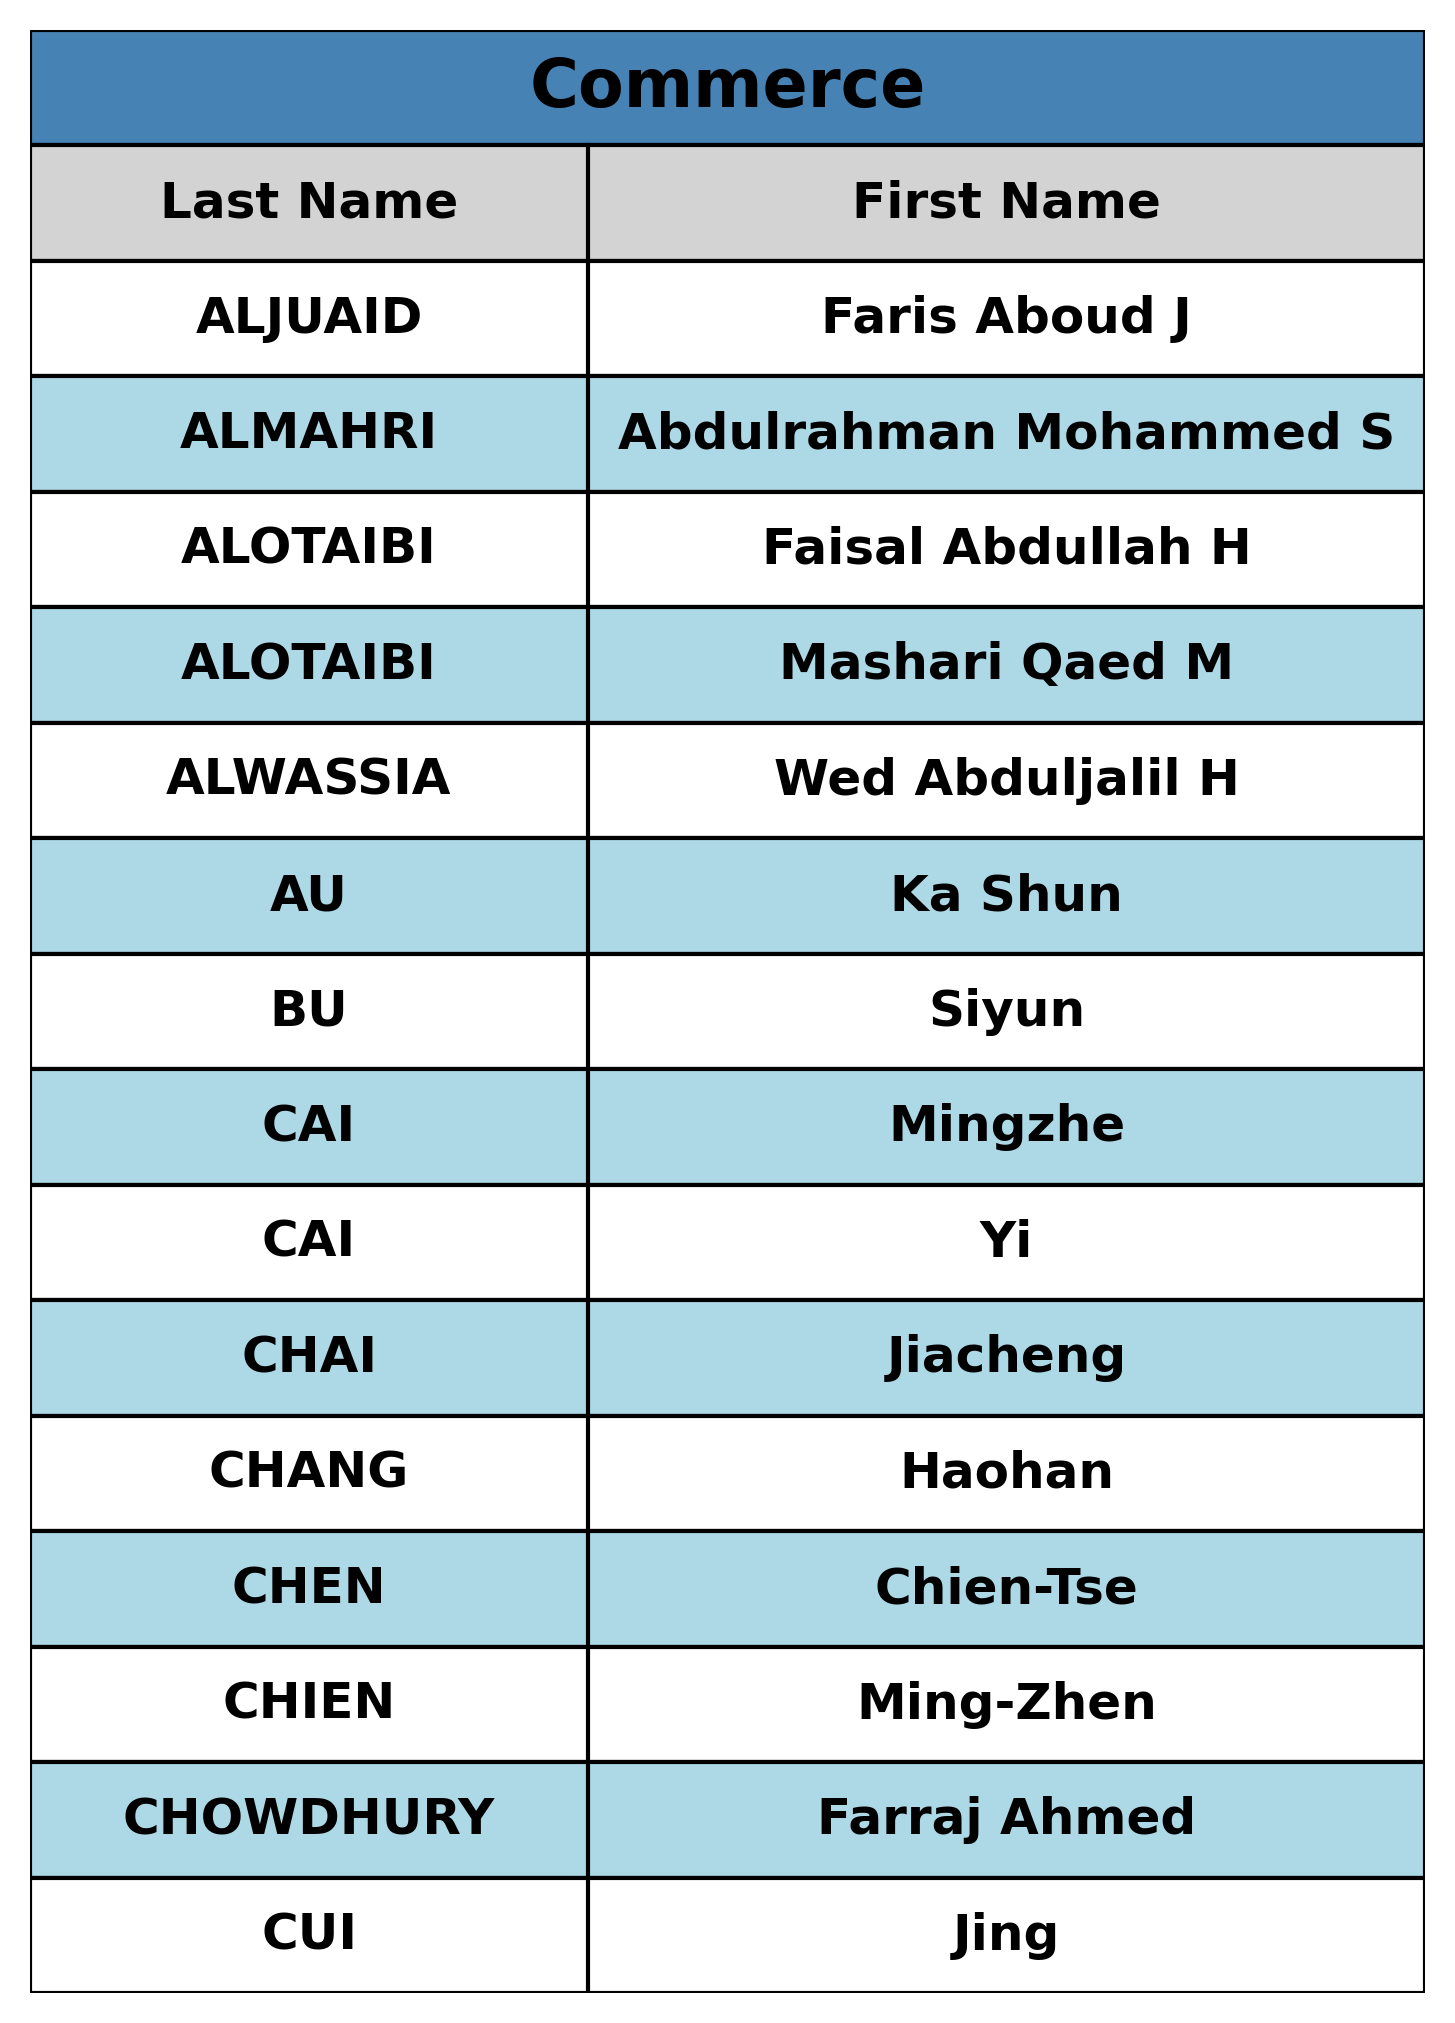 Commerce
Last Name First Name
ALJUAID Faris Aboud J
ALMAHRI Abdulrahman Mohammed S
ALOTAIBI Faisal Abdullah H
ALOTAIBI Mashari Qaed M
ALWASSIA Wed Abduljalil H
AU Ka Shun
BU Siyun
CAI Mingzhe
CAI Yi
CHAI Jiacheng
CHANG Haohan
CHEN Chien-Tse
CHIEN Ming-Zhen
CHOWDHURY Farraj Ahmed
CUI Jing